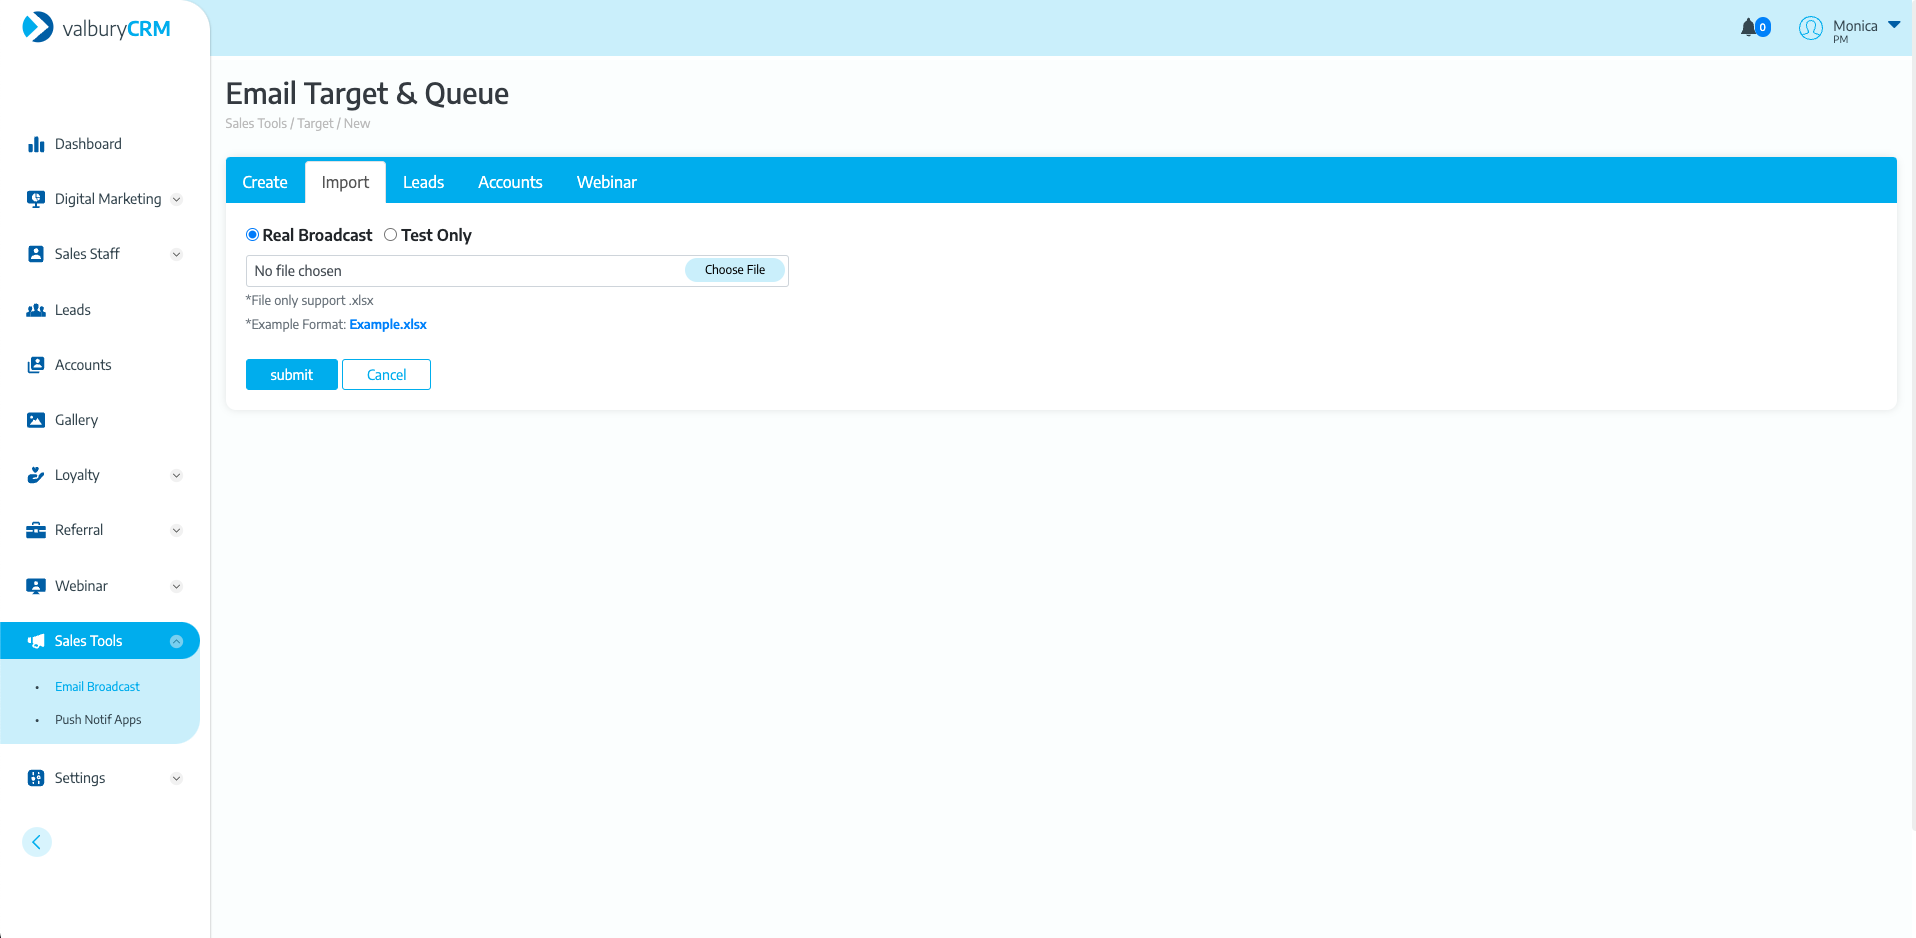 valburyCRM
0
Monica
PM
Dashboard
Digital Marketing
Sales Staff
Leads
Accounts
Gallery
Loyalty
Referral
Webinar
Sales Tools
• Email Broadcast
• Push Notif Apps
Settings
Email Target & Queue
Sales Tools / Target / New
Create Import Leads Accounts Webinar
Real Broadcast Test Only
No file chosen Choose File
*File only support .xlsx
*Example Format: Example.xlsx
submit Cancel